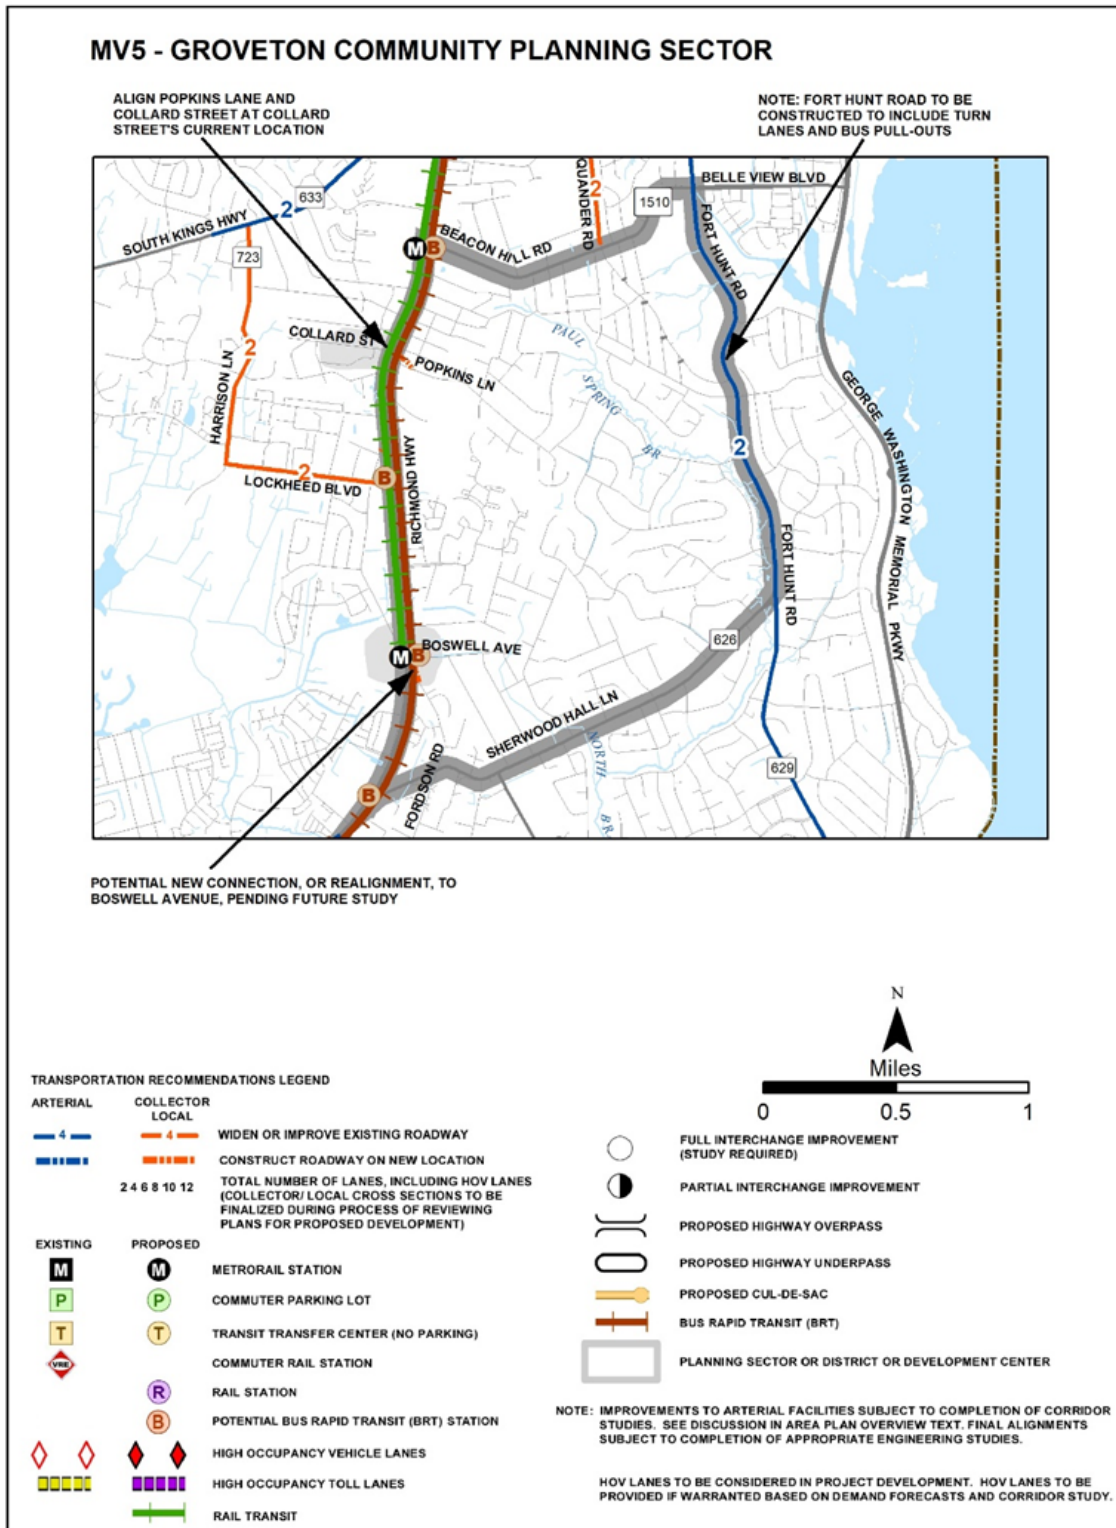 MV5 - GROVETON COMMUNITY PLANNING SECTOR
ALIGN POPKINS LANE AND
COLLARD STREET AT COLLARD
STREET'S CURRENT LOCATION
NOTE: FORT HUNT ROAD TO BE
CONSTRUCTED TO INCLUDE TURN
LANES AND BUS PULL-OUTS
SOUTH KINGS HWY
2
633
723
QUANDER RD
2
1510
BELLE VIEW BLVD
M
B
BEACON HILL RD
FORT HUNT RD
COLLARD ST
POPKINS LN
PAUL
SPRING
BR
HARRISON LN
2
2
LOCKHEED BLVD
B
RICHMOND HWY
2
GEORGE WASHINGTON MEMORIAL PKWY
FORT HUNT RD
626
M
B
BOSWELL AVE
SHERWOOD HALL LN
NORTH
BR
629
FORDSON RD
B
POTENTIAL NEW CONNECTION, OR REALIGNMENT, TO
BOSWELL AVENUE, PENDING FUTURE STUDY
N
Miles
0 0.5 1
TRANSPORTATION RECOMMENDATIONS LEGEND
ARTERIAL
COLLECTOR
LOCAL
4 4 WIDEN OR IMPROVE EXISTING ROADWAY
CONSTRUCT ROADWAY ON NEW LOCATION
2 4 6 8 10 12 TOTAL NUMBER OF LANES, INCLUDING HOV LANES
(COLLECTOR/ LOCAL CROSS SECTIONS TO BE
FINALIZED DURING PROCESS OF REVIEWING
PLANS FOR PROPOSED DEVELOPMENT)
EXISTING PROPOSED
M M METRORAIL STATION
P P COMMUTER PARKING LOT
T T TRANSIT TRANSFER CENTER (NO PARKING)
VRE COMMUTER RAIL STATION
R RAIL STATION
B POTENTIAL BUS RAPID TRANSIT (BRT) STATION
HIGH OCCUPANCY VEHICLE LANES
HIGH OCCUPANCY TOLL LANES
RAIL TRANSIT
FULL INTERCHANGE IMPROVEMENT
(STUDY REQUIRED)
PARTIAL INTERCHANGE IMPROVEMENT
PROPOSED HIGHWAY OVERPASS
PROPOSED HIGHWAY UNDERPASS
PROPOSED CUL-DE-SAC
BUS RAPID TRANSIT (BRT)
PLANNING SECTOR OR DISTRICT OR DEVELOPMENT CENTER
NOTE: IMPROVEMENTS TO ARTERIAL FACILITIES SUBJECT TO COMPLETION OF CORRIDOR
STUDIES. SEE DISCUSSION IN AREA PLAN OVERVIEW TEXT. FINAL ALIGNMENTS
SUBJECT TO COMPLETION OF APPROPRIATE ENGINEERING STUDIES.
HOV LANES TO BE CONSIDERED IN PROJECT DEVELOPMENT. HOV LANES TO BE
PROVIDED IF WARRANTED BASED ON DEMAND FORECASTS AND CORRIDOR STUDY.